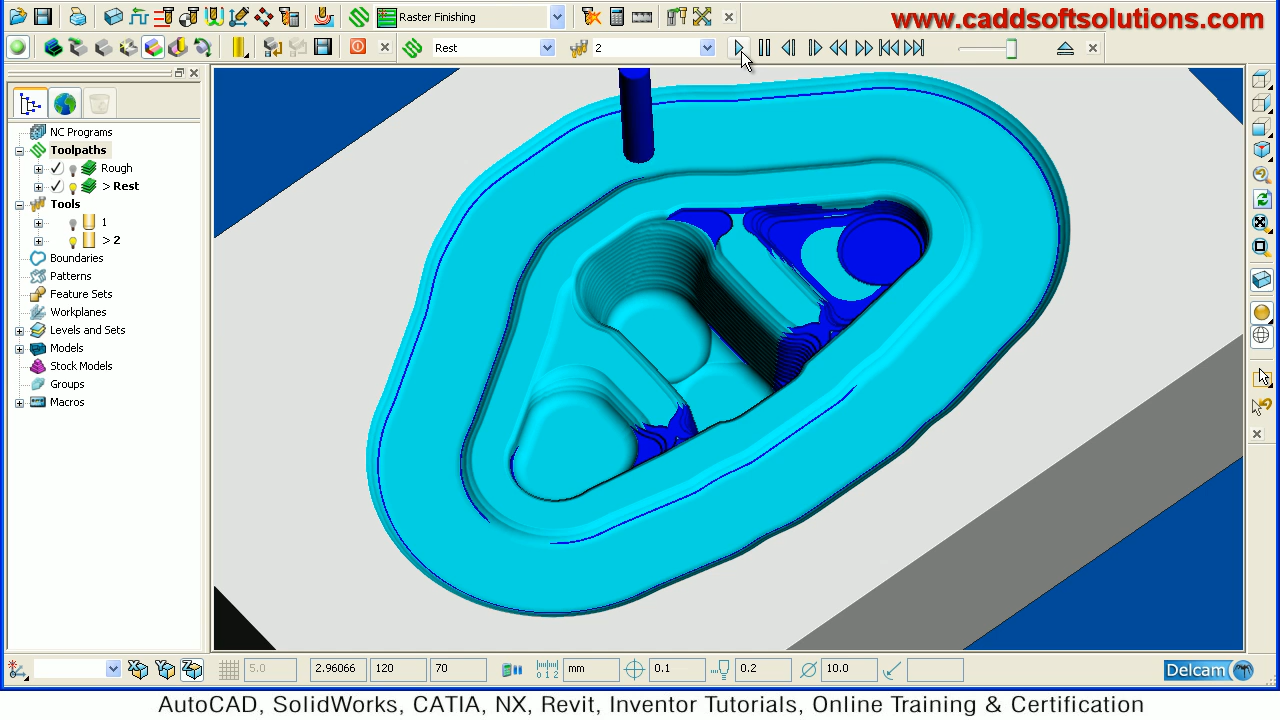 Raster Finishing
www.caddsoftsolutions.com
Rest
2
NC Programs
Toolpaths
Rough
> Rest
Tools
1
> 2
Boundaries
Patterns
Feature Sets
Workplanes
Levels and Sets
Models
Stock Models
Groups
Macros
5.0
2.96066
120
70
mm
0.1
0.2
10.0
Delcam
AutoCAD, SolidWorks, CATIA, NX, Revit, Inventor Tutorials, Online Training & Certification